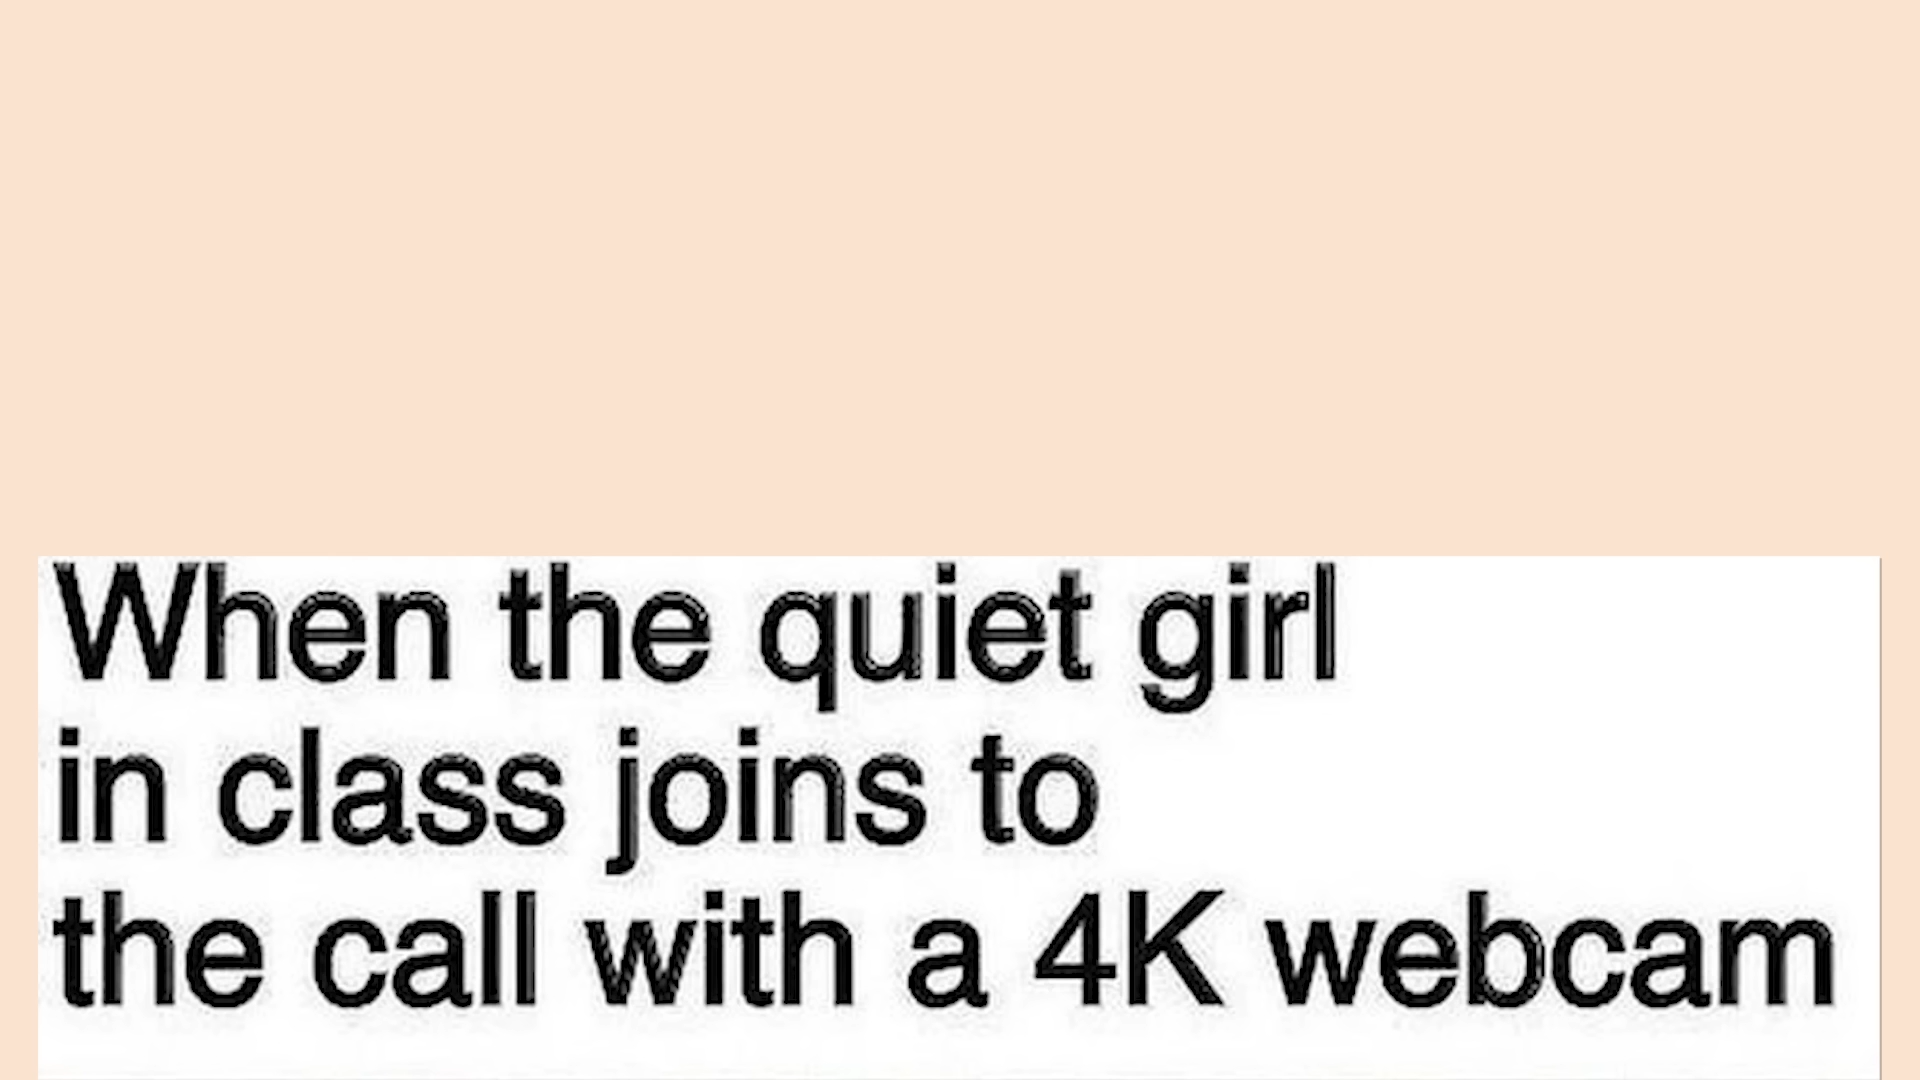 When the quiet girl
in class joins to
the call with a 4K webcam